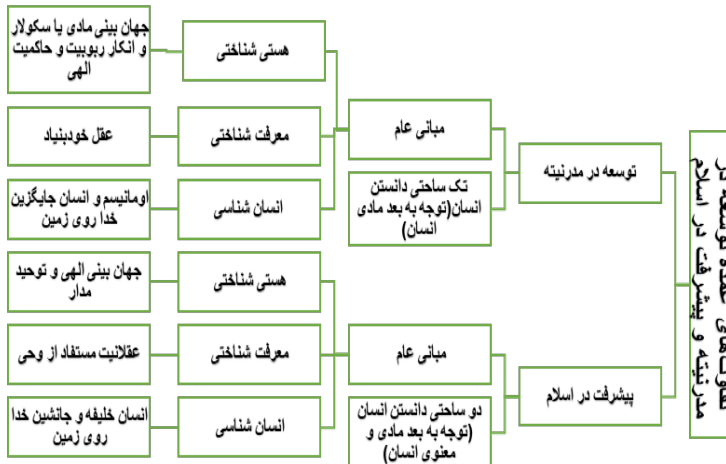 تفاوت‌های عمده توسعه در
مدرنیته و پیشرفت در اسلام
توسعه در مدرنیته
مبانی عام
هستی شناختی
جهان بینی مادی یا سکولار
و انکار ربوبیت و حاکمیت
الهی
معرفت شناختی
عقل خودبنیاد
انسان شناسی
اومانیسم و انسان جایگزین
خدا روی زمین
تک ساحتی دانستن
انسان(توجه به بعد مادی
انسان)
پیشرفت در اسلام
مبانی عام
هستی شناختی
جهان بینی الهی و توحید
مدار
معرفت شناختی
عقلانیت مستفاد از وحی
انسان شناسی
انسان خلیفه و جانشین خدا
روی زمین
دو ساحتی دانستن انسان
(توجه به بعد مادی و
معنوی انسان)